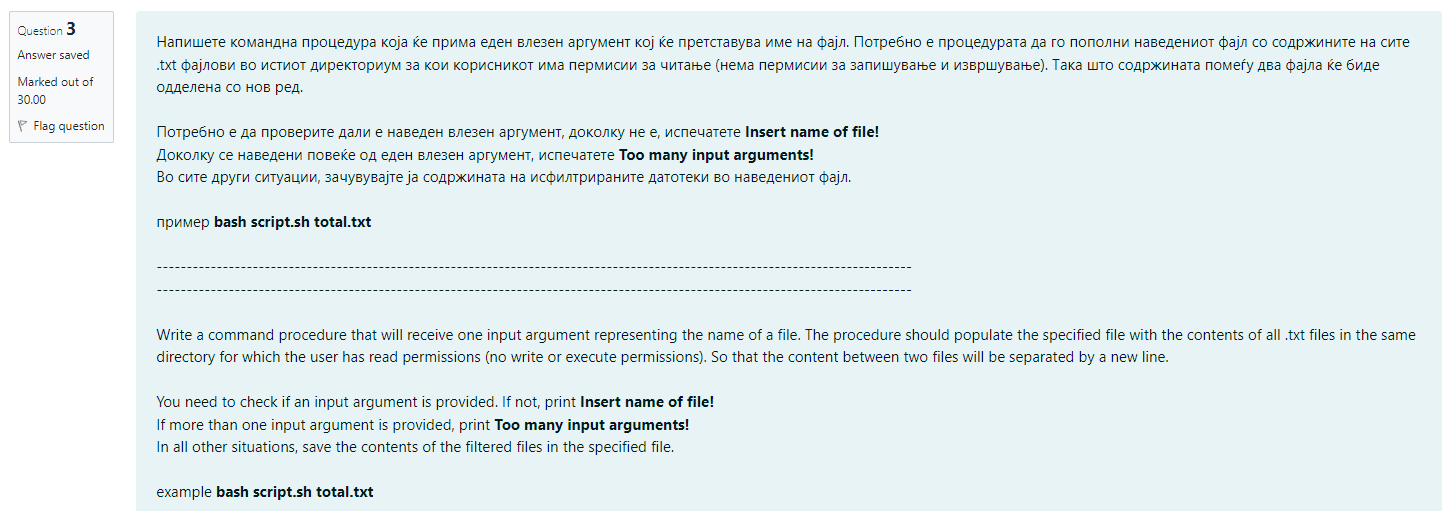 Question 3
Answer saved
Marked out of
30.00
Flag question
Напишете командна процедура која ќе прима еден влезен аргумент кој ќе претставува име на фајл. Потребно е процедурата да го пополни наведениот фајл со содржините на сите
.txt фајлови во истиот директориум за кои корисникот има пермисии за читање (нема пермисии за запишување и извршување). Така што содржината помеѓу два фајла ќе биде
одделена со нов ред.
Потребно е да проверите дали е наведен влезен аргумент, доколку не е, испечатете Insert name of file!
Доколку се наведени повеќе од еден влезен аргумент, испечатете Too many input arguments!
Во сите други ситуации, зачувувајте ја содржината на исфилтрираните датотеки во наведениот фајл.
пример bash script.sh total.txt
------------------------------------------------------------------------------------------------------------------------------
------------------------------------------------------------------------------------------------------------------------------
Write a command procedure that will receive one input argument representing the name of a file. The procedure should populate the specified file with the contents of all .txt files in the same
directory for which the user has read permissions (no write or execute permissions). So that the content between two files will be separated by a new line.
You need to check if an input argument is provided. If not, print Insert name of file!
If more than one input argument is provided, print Too many input arguments!
In all other situations, save the contents of the filtered files in the specified file.
example bash script.sh total.txt